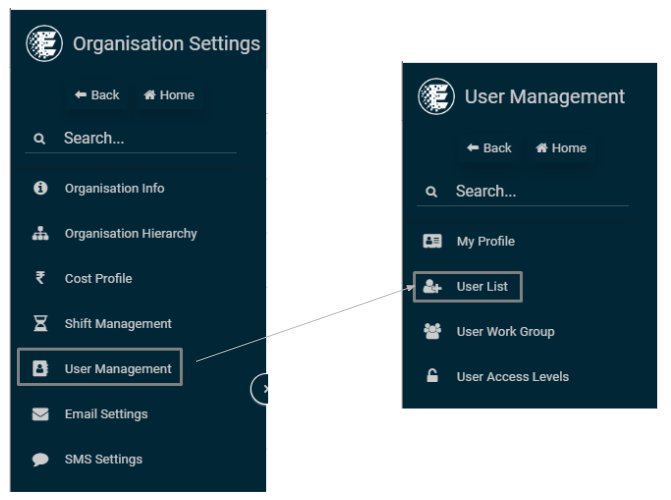 Organisation Settings
Back Home
Search...
Organisation Info
Organisation Hierarchy
₹ Cost Profile
Shift Management
User Management
Email Settings
SMS Settings
User Management
Back Home
Search...
My Profile
User List
User Work Group
User Access Levels